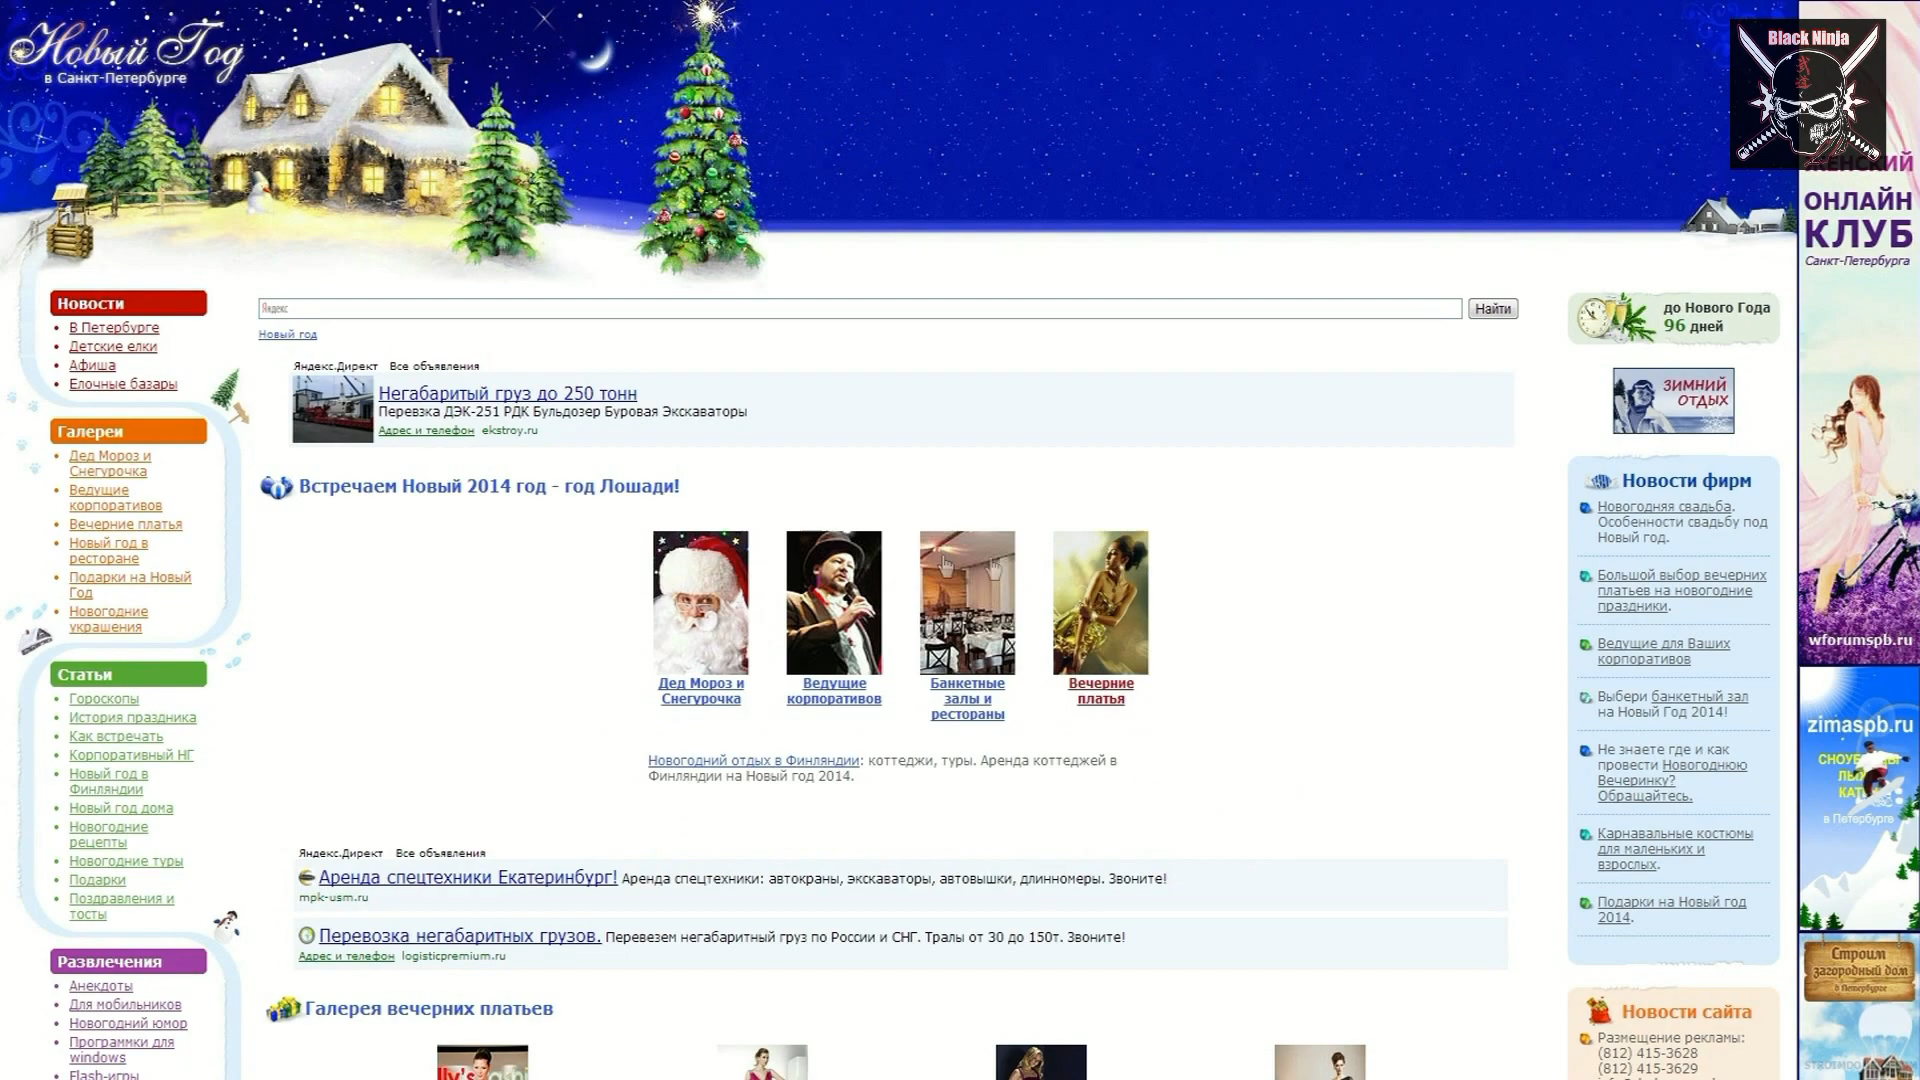 Новый Год
в Санкт-Петербурге
Black Ninja
ЖЕНСКИЙ
ОНЛАЙН
КЛУБ
Санкт-Петербурга
wforumspb.ru
Новости
В Петербурге
Детские елки
Афиша
Елочные базары
Галереи
Дед Мороз и
Снегурочка
Ведущие
корпоративов
Вечерние платья
Новый год в
ресторане
Подарки на Новый
Год
Новогодние
украшения
Статьи
Гороскопы
История праздника
Как встречать
Корпоративный НГ
Новый год в
Финляндии
Новый год дома
Новогодние
рецепты
Новогодние туры
Подарки
Поздравления и
тосты
Развлечения
Анекдоты
Для мобильников
Новогодний юмор
Программки для
windows
Flash-игры
Яндекс
Найти
Новый год
Яндекс.Директ Все объявления
Негабаритый груз до 250 тонн
Перевзка ДЭК-251 РДК Бульдозер Буровая Экскаваторы
Адрес и телефон ekstroy.ru
Встречаем Новый 2014 год - год Лошади!
Дед Мороз и
Снегурочка
Ведущие
корпоративов
Банкетные
залы и
рестораны
Вечерние
платья
Новогодний отдых в Финляндии: коттеджи, туры. Аренда коттеджей в
Финляндии на Новый год 2014.
Яндекс.Директ Все объявления
Аренда спецтехники Екатеринбург! Аренда спецтехники: автокраны, экскаваторы, автовышки, длинномеры. Звоните!
mpk-usm.ru
Перевозка негабаритных грузов. Перевезем негабаритный груз по России и СНГ. Тралы от 30 до 150т. Звоните!
Адрес и телефон logisticpremium.ru
Галерея вечерних платьев
до Нового Года
96 дней
ЗИМНИЙ
ОТДЫХ
Новости фирм
Новогодняя свадьба.
Особенности свадьбу под
Новый год.
Большой выбор вечерних
платьев на новогодние
праздники.
Ведущие для Ваших
корпоративов
Выбери банкетный зал
на Новый Год 2014!
Не знаете где и как
провести Новогоднюю
Вечеринку?
Обращайтесь.
Карнавальные костюмы
для маленьких и
взрослых.
Подарки на Новый год
2014.
Новости сайта
Размещение рекламы:
(812) 415-3628
(812) 415-3629
zimaspb.ru
в Петербурге
Строим
загородный дом
в Петербурге